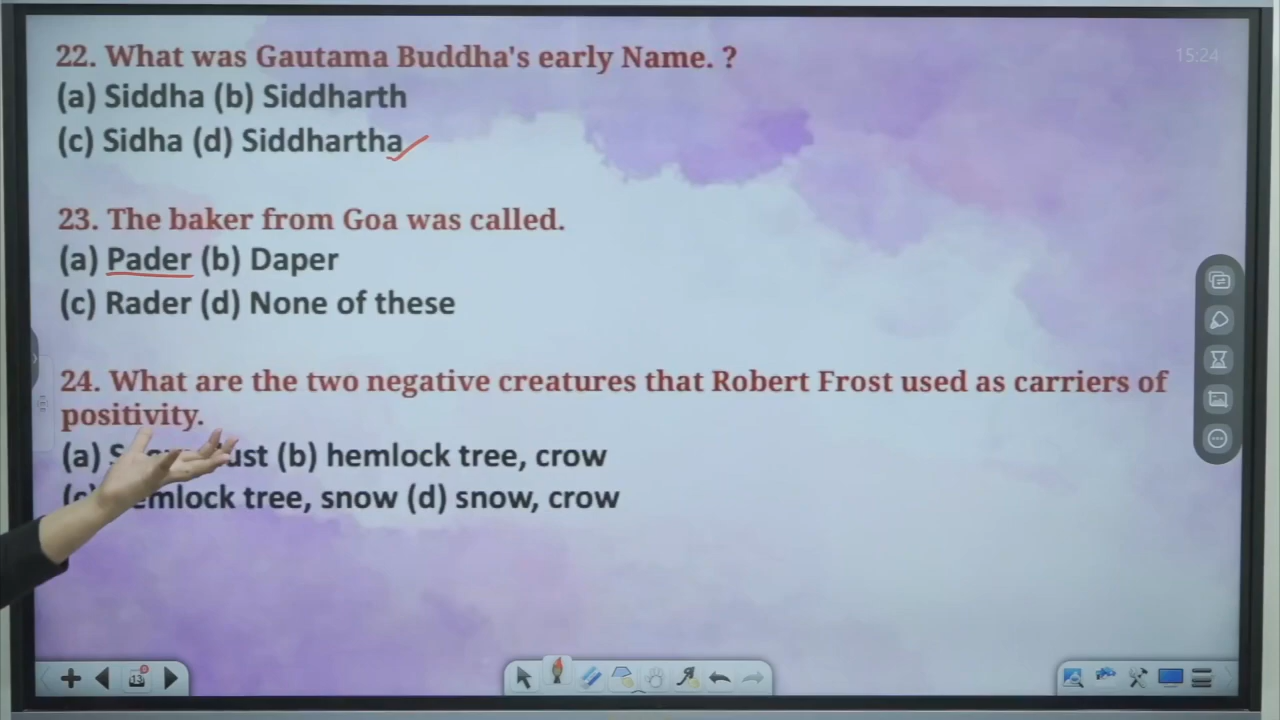 22. What was Gautama Buddha's early Name. ?
15:24
(a) Siddha (b) Siddharth
(c) Sidha (d) Siddhartha
23. The baker from Goa was called.
(a) Pader (b) Daper
(c) Rader (d) None of these
24. What are the two negative creatures that Robert Frost used as carriers of
positivity.
(a) (b) hemlock tree, crow
tree, snow (d) snow, crow
13